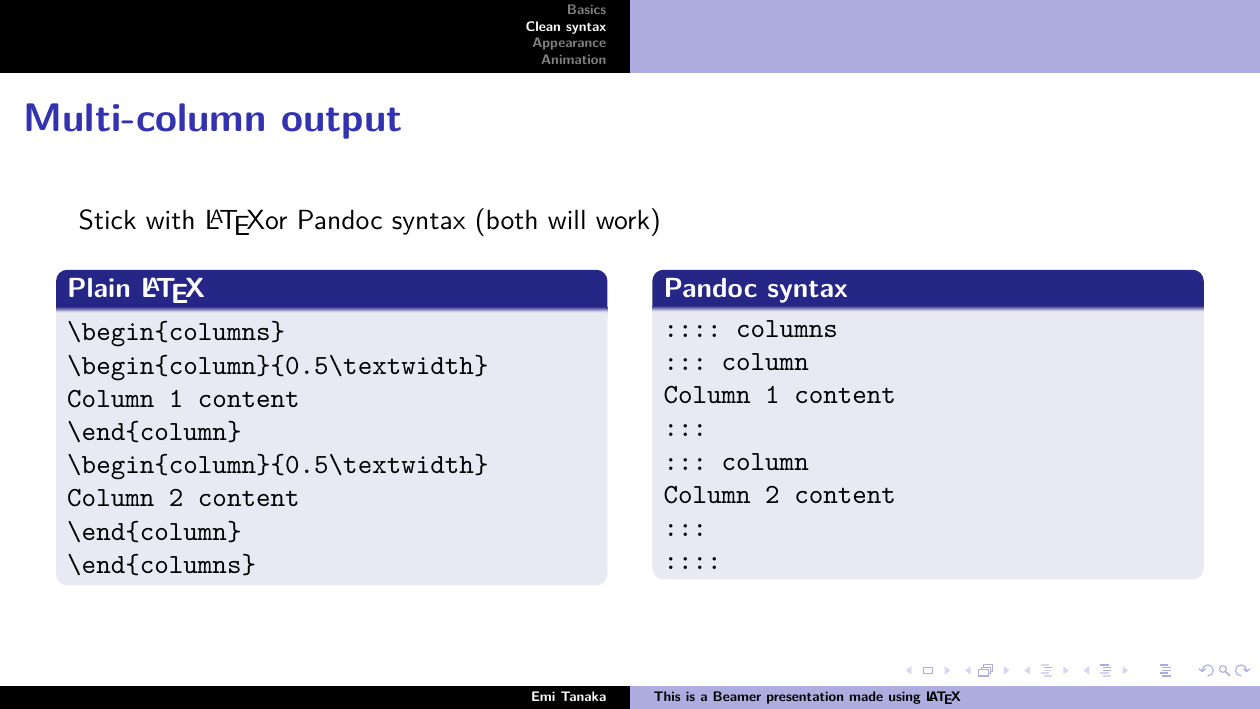 Basics
Clean syntax
Appearance
Animation
Multi-column output
Stick with LATEXor Pandoc syntax (both will work)
Plain LATEX
\begin{columns}
\begin{column}{0.5\textwidth}
Column 1 content
\end{column}
\begin{column}{0.5\textwidth}
Column 2 content
\end{column}
\end{columns}
Pandoc syntax
:::: columns
::: column
Column 1 content
:::
::: column
Column 2 content
:::
::::
Emi Tanaka
This is a Beamer presentation made using LATEX